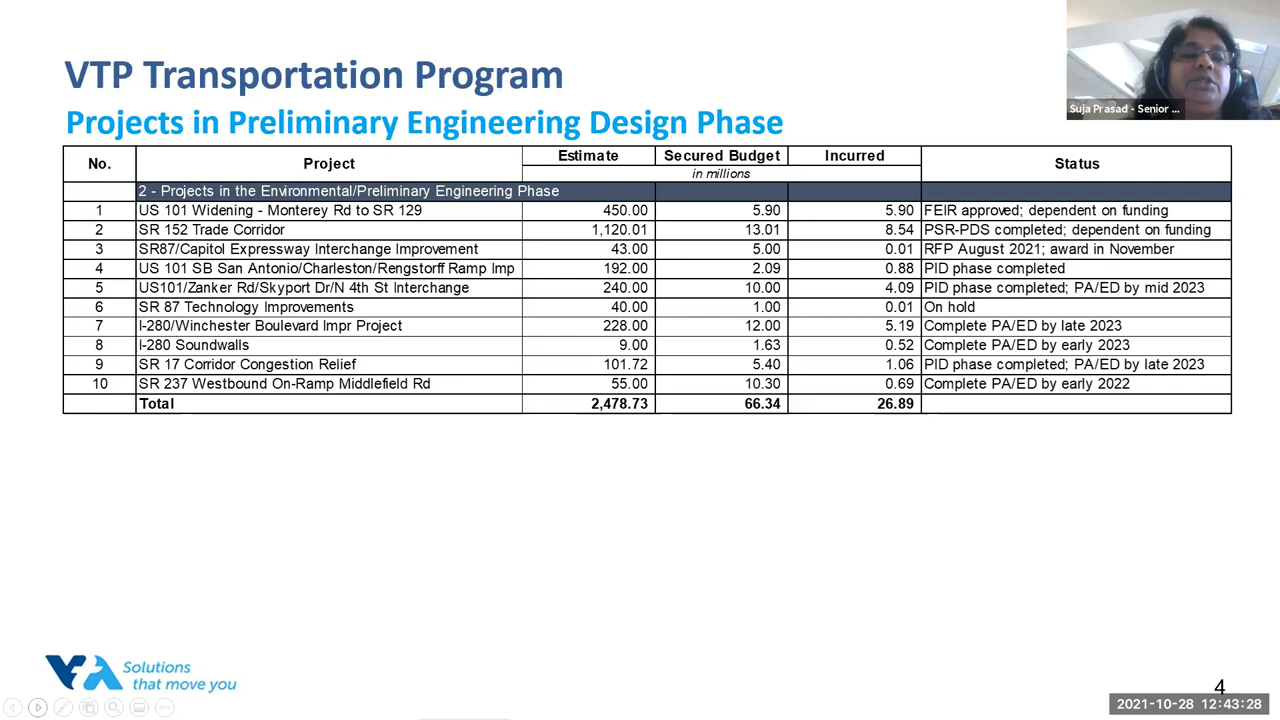 VTP Transportation Program
Projects in Preliminary Engineering Design Phase
Suja Prasad - Senior ...
No. Project Estimate Secured Budget Incurred Status
in millions
2 - Projects in the Environmental/Preliminary Engineering Phase
1 US 101 Widening - Monterey Rd to SR 129 450.00 5.90 5.90 FEIR approved; dependent on funding
2 SR 152 Trade Corridor 1,120.01 13.01 8.54 PSR-PDS completed; dependent on funding
3 SR87/Capitol Expressway Interchange Improvement 43.00 5.00 0.01 RFP August 2021; award in November
4 US 101 SB San Antonio/Charleston/Rengstorff Ramp Imp 192.00 2.09 0.88 PID phase completed
5 US101/Zanker Rd/Skyport Dr/N 4th St Interchange 240.00 10.00 4.09 PID phase completed; PA/ED by mid 2023
6 SR 87 Technology Improvements 40.00 1.00 0.01 On hold
7 I-280/Winchester Boulevard Impr Project 228.00 12.00 5.19 Complete PA/ED by late 2023
8 I-280 Soundwalls 9.00 1.63 0.52 Complete PA/ED by early 2023
9 SR 17 Corridor Congestion Relief 101.72 5.40 1.06 PID phase completed; PA/ED by late 2023
10 SR 237 Westbound On-Ramp Middlefield Rd 55.00 10.30 0.69 Complete PA/ED by early 2022
Total 2,478.73 66.34 26.89
VTA Solutions
that move you
4
2021-10-28 12:43:28